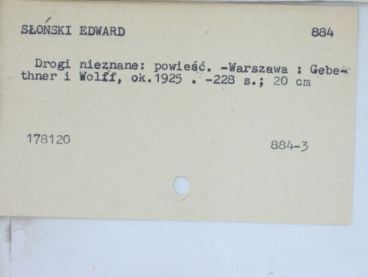 SŁOŃSKI EDWARD 884
Drogi nieznane: powieść. -Warszawa : Gebe-
thner i Wolff, ok.1925 . -228 s.; 20 cm
178120 884-3